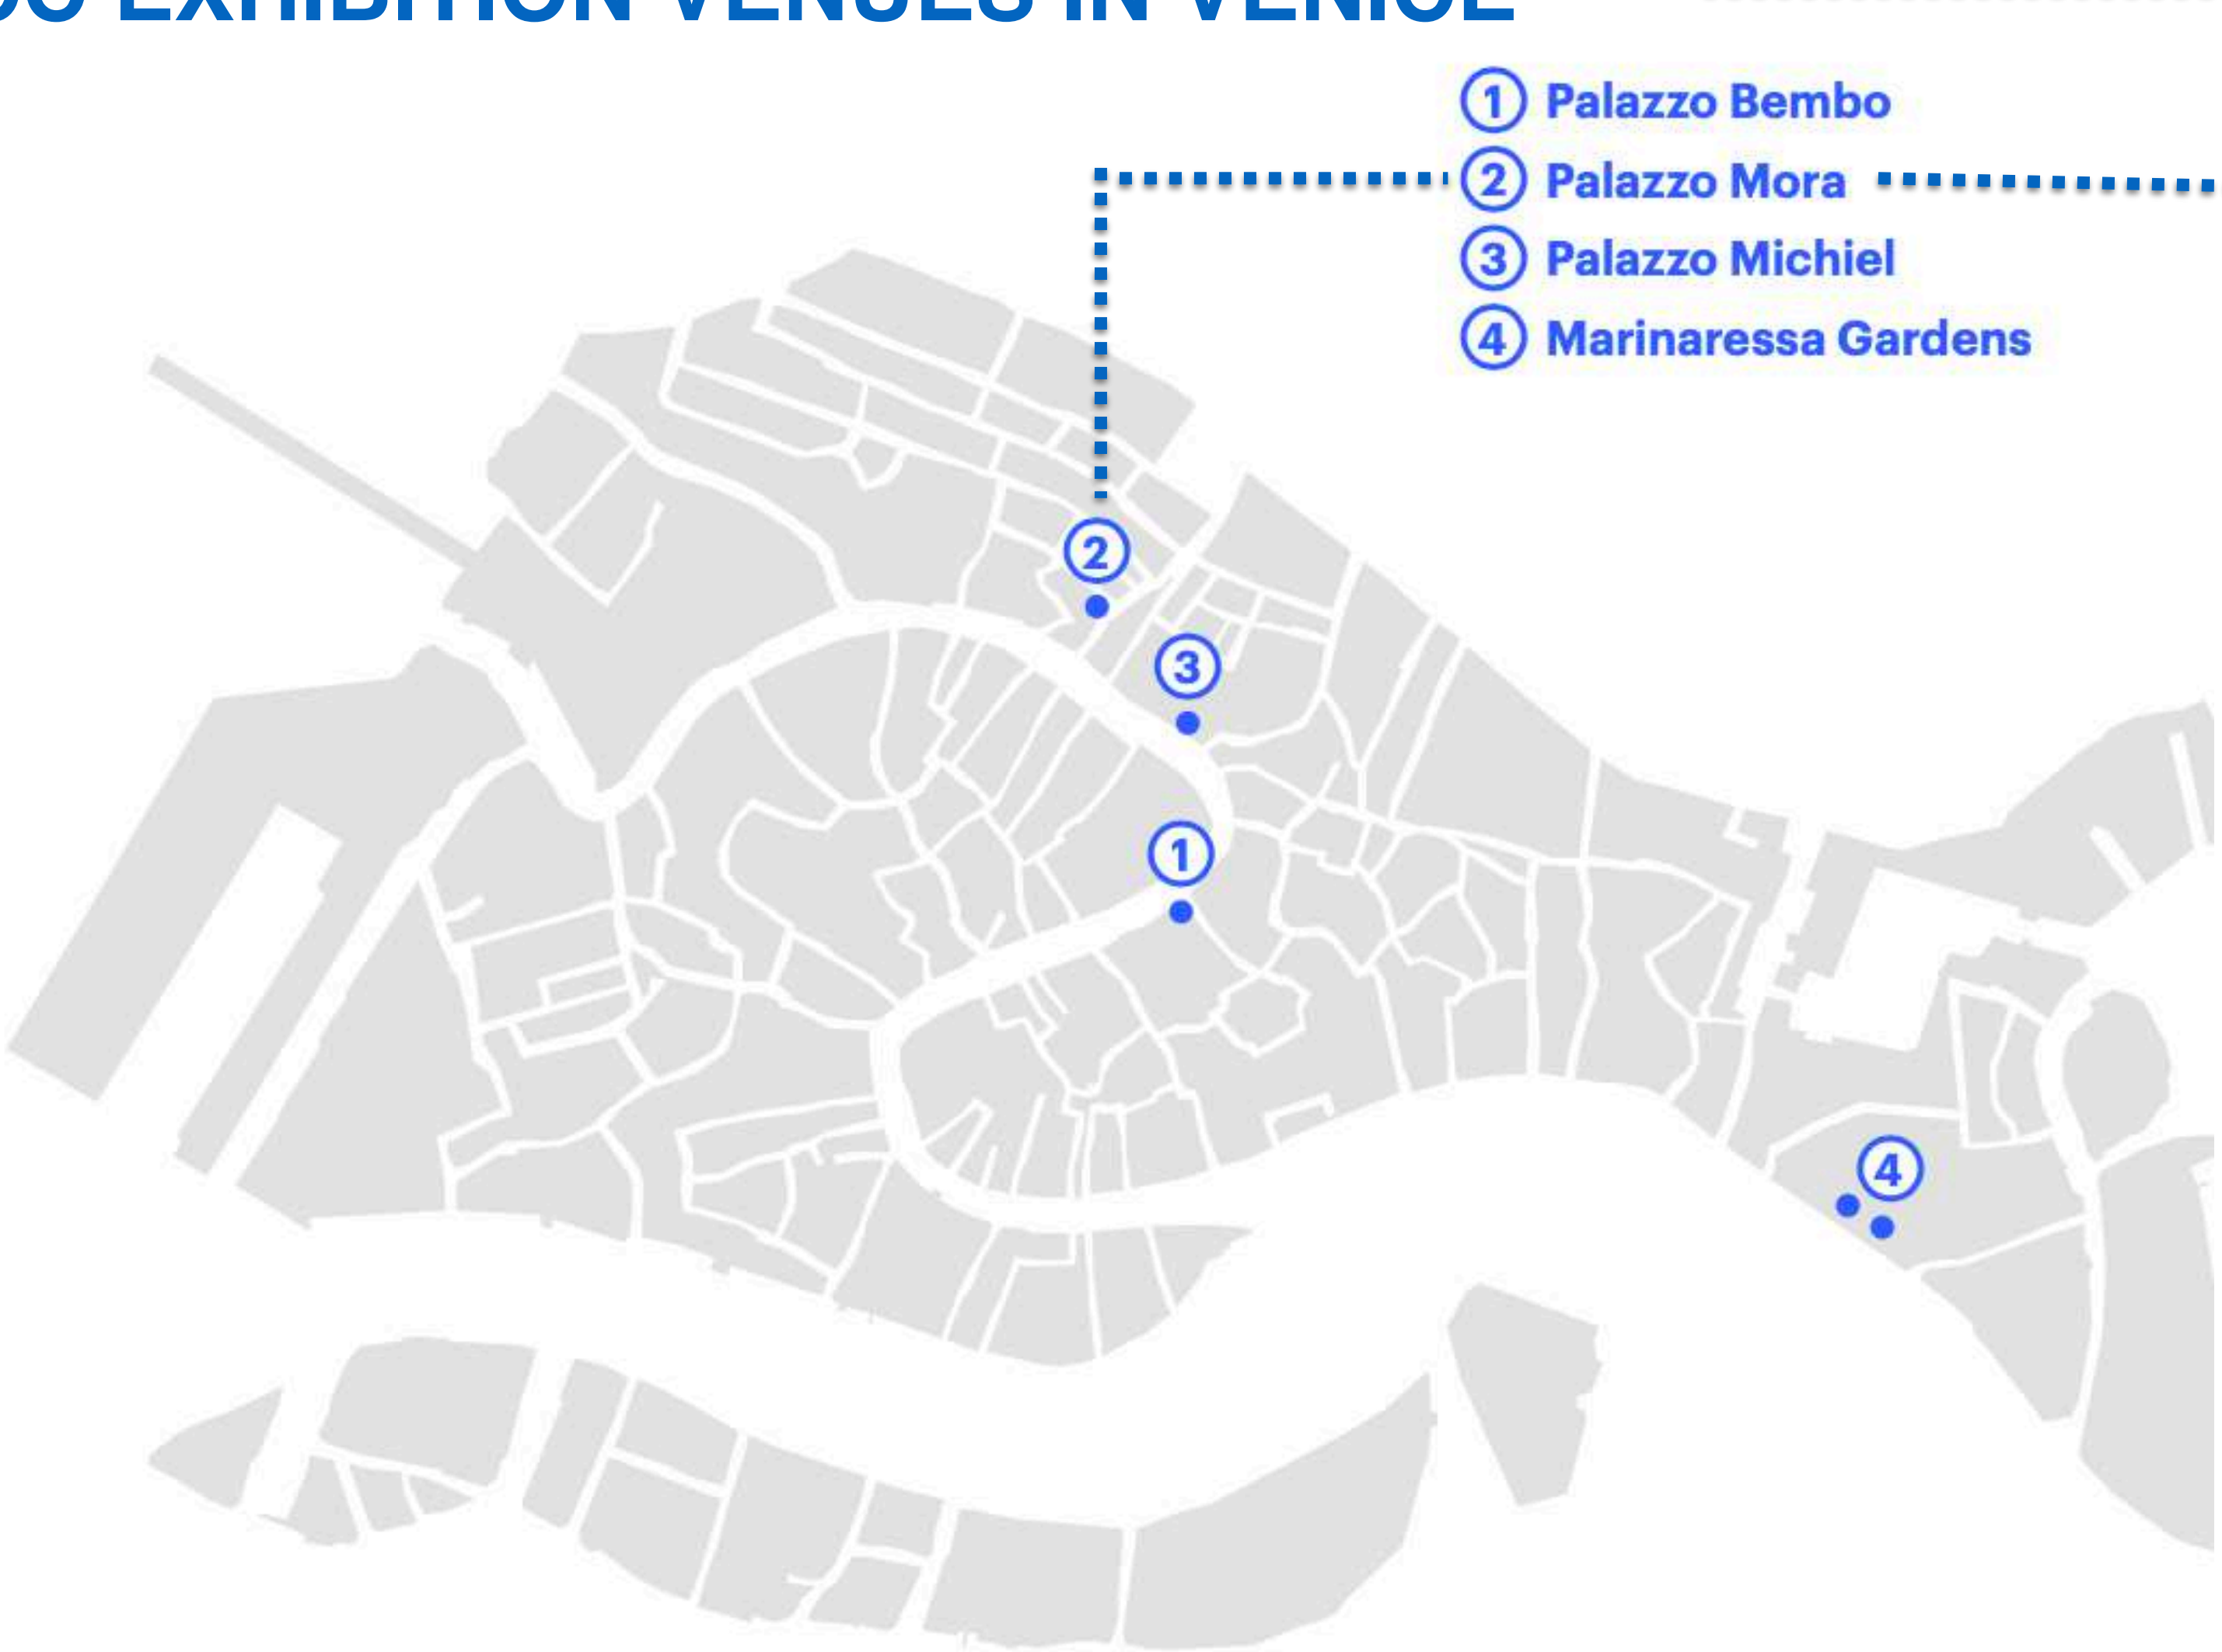 EXHIBITION VENUES IN VENICE
1 Palazzo Bembo
2 Palazzo Mora
3 Palazzo Michiel
4 Marinaressa Gardens
2
3
1
4